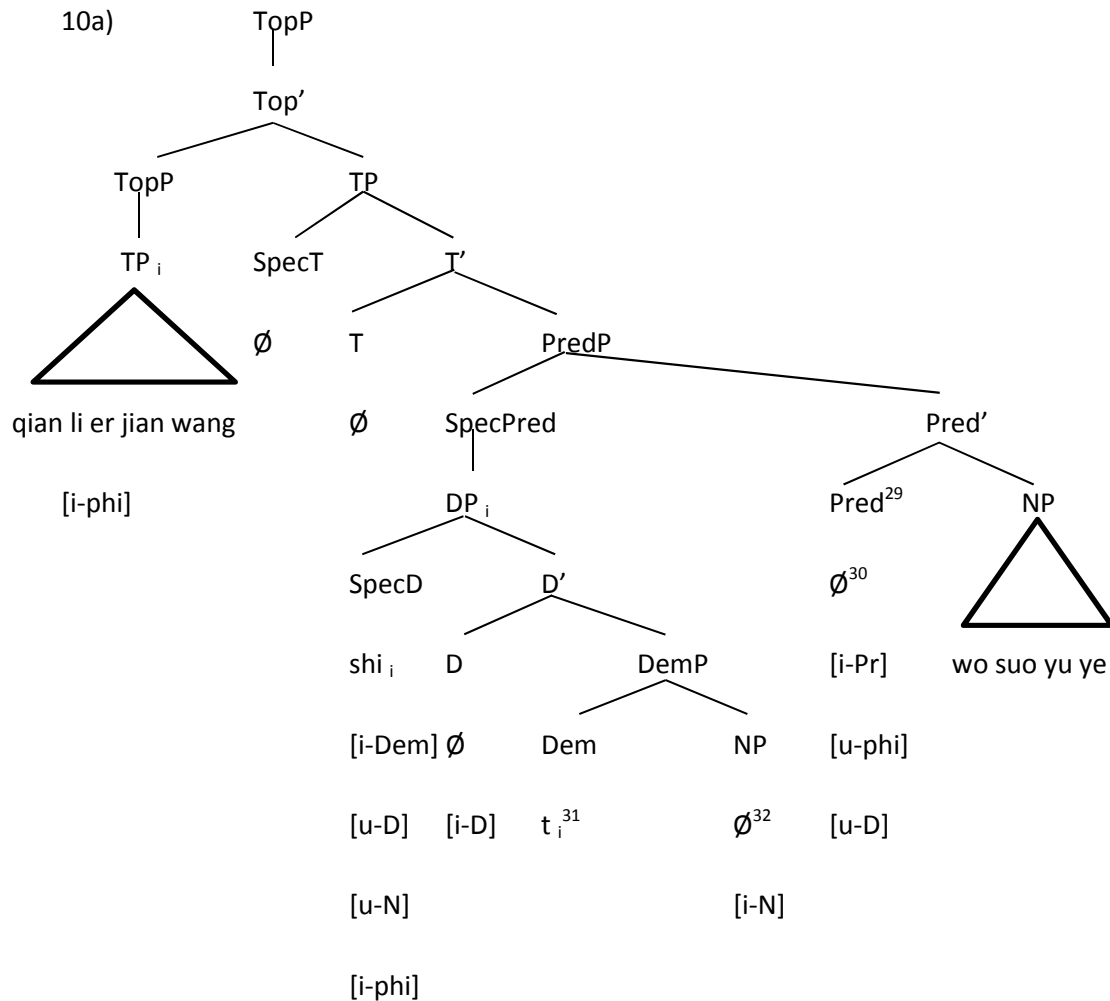 10a) TopP
Top’
TopP TP
TP i SpecT T’
Ø T PredP
qian li er jian wang Ø SpecPred Pred’
[i-phi] DP i Pred29 NP
SpecD D’ Ø30
shi i D DemP [i-Pr] wo suo yu ye
[i-Dem] Ø Dem NP [u-phi]
[u-D] [i-D] t i31 Ø32 [u-D]
[u-N] [i-N]
[i-phi]